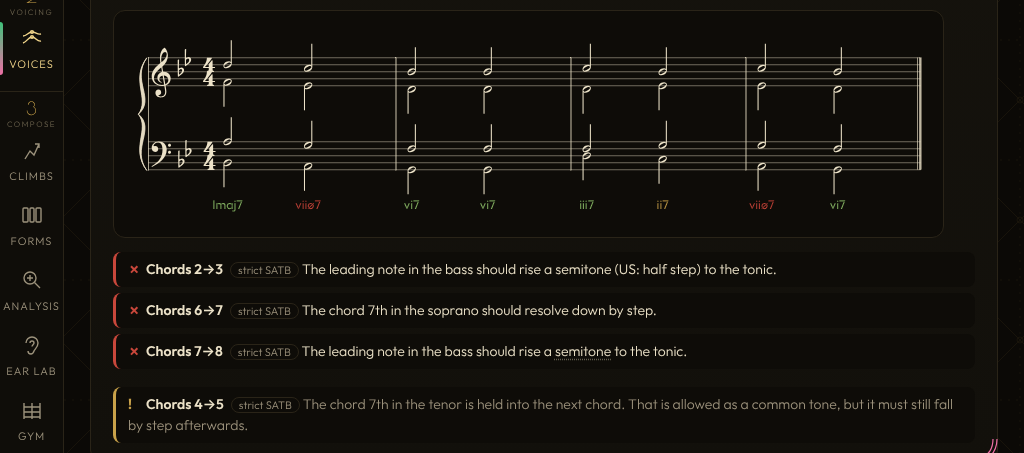 VOICING
VOICES
3
COMPOSE
CLIMBS
FORMS
ANALYSIS
EAR LAB
GYM
4
4
4
4
Imaj7 viiø7 vi7 vi7 iii7 ii7 viiø7 vi7
× Chords 2→3 strict SATB The leading note in the bass should rise a semitone (US: half step) to the tonic.
× Chords 6→7 strict SATB The chord 7th in the soprano should resolve down by step.
× Chords 7→8 strict SATB The leading note in the bass should rise a semitone to the tonic.
! Chords 4→5 strict SATB The chord 7th in the tenor is held into the next chord. That is allowed as a common tone, but it must still fall
by step afterwards.